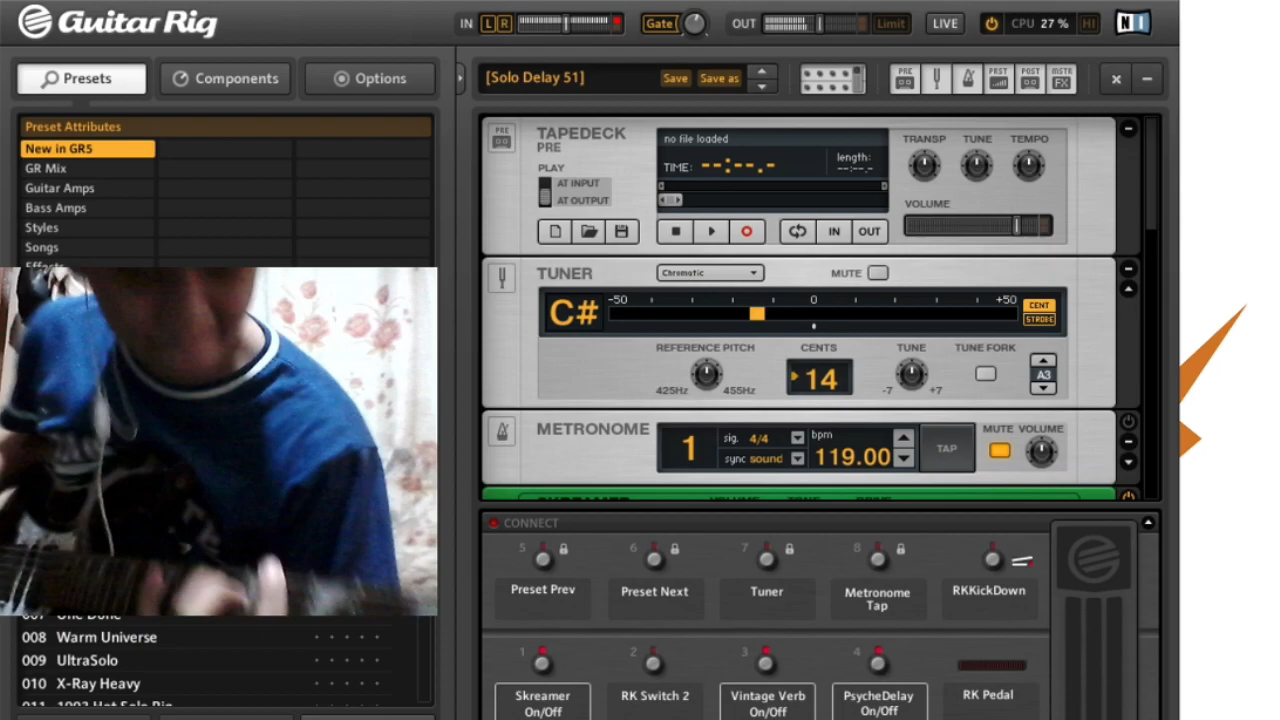 Guitar Rig
IN L R Gate OUT Limit LIVE CPU 27 % HI N I
Presets Components Options
[Solo Delay 51] Save Save as PRE PRST POST INSTR FX
Preset Attributes
New in GR5
GR Mix
Guitar Amps
Bass Amps
Styles
Songs
Effects
008 Warm Universe
009 UltraSolo
010 X-Ray Heavy
PRE
TAPEDECK
PRE
PLAY
AT INPUT
AT OUTPUT
no file loaded
TIME: --:--.-
length:
--:--.-
TRANSP TUNE TEMPO
VOLUME
IN OUT
TUNER Chromatic MUTE
C# -50 0 +50 CENT
STROBE
REFERENCE PITCH CENTS TUNE TUNE FORK
425Hz 455Hz 14 -7 +7 A3
METRONOME 1 sig. 4/4 bpm
sync sound 119.00 TAP MUTE VOLUME
CONNECT
5 6 7 8
Preset Prev Preset Next Tuner Metronome
Tap RKKickDown
1 2 3 4
Skreamer
On/Off
RK Switch 2
Vintage Verb
On/Off
PsycheDelay
On/Off
RK Pedal